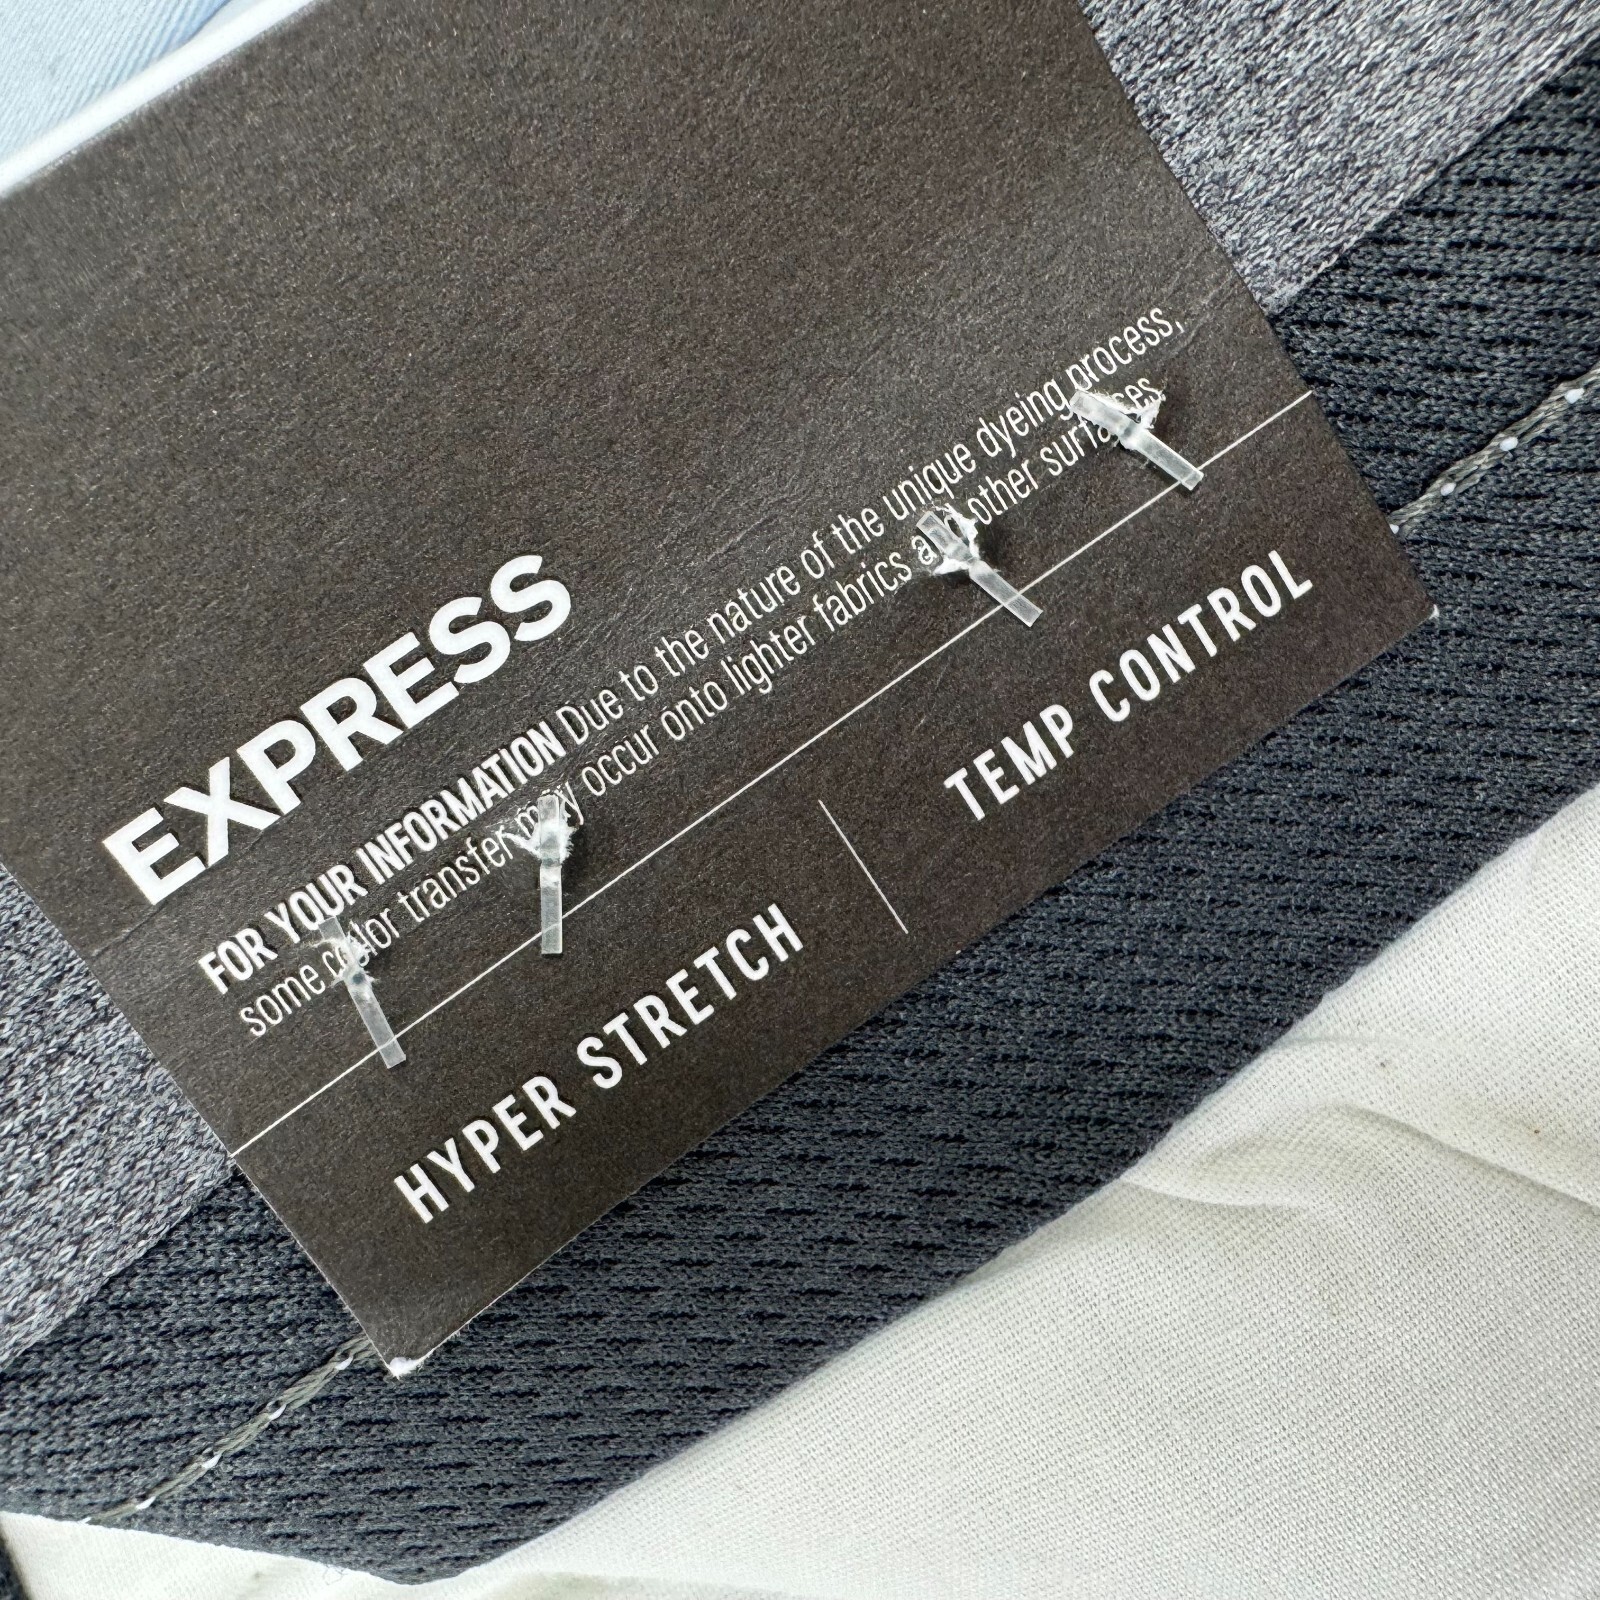 EXPRESS
FOR YOUR INFORMATION Due to the nature of the unique dyeing process,
some color transfer may occur onto lighter fabrics and other surfaces
HYPER STRETCH
TEMP CONTROL